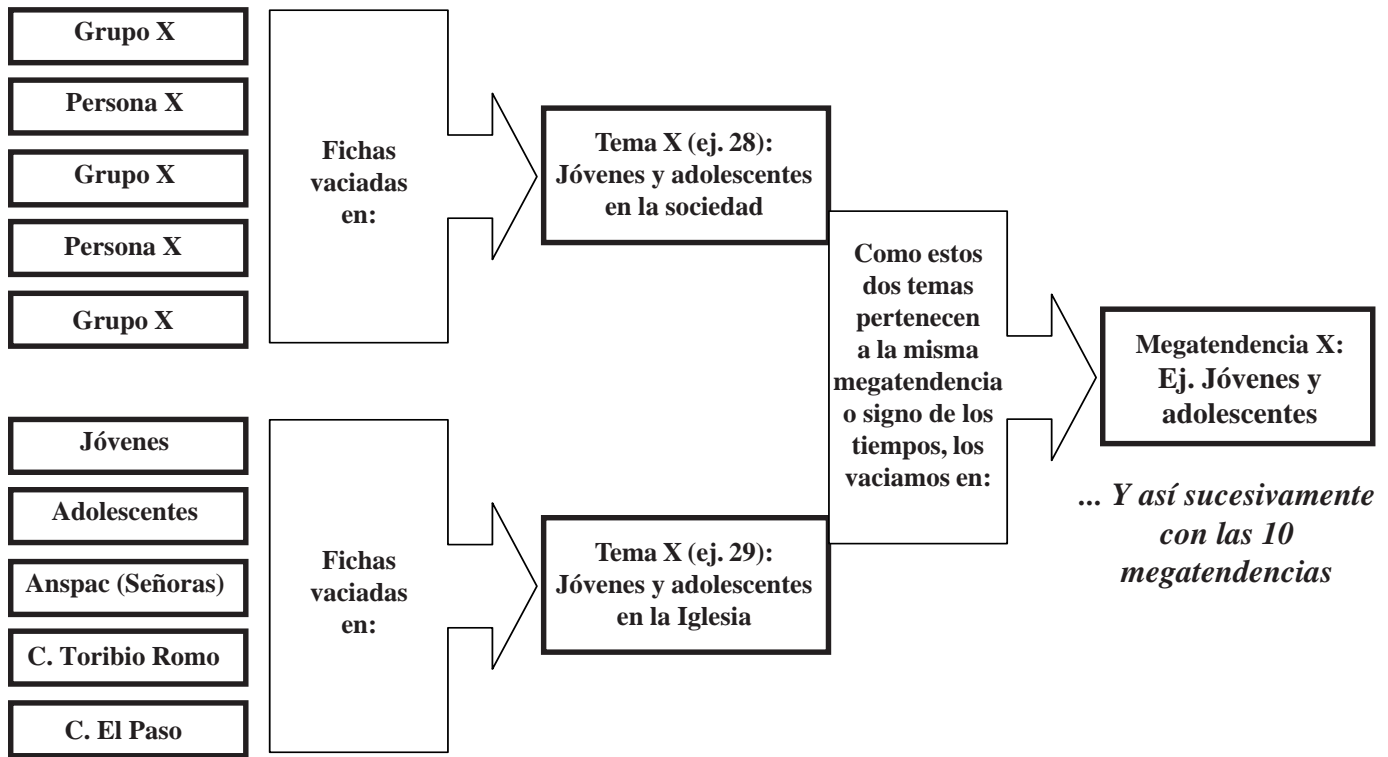 Grupo X
Persona X
Grupo X
Persona X
Grupo X
Fichas
vaciadas
en:
Tema X (ej. 28):
Jóvenes y adolescentes
en la sociedad
Jóvenes
Adolescentes
Anspac (Señoras)
C. Toribio Romo
C. El Paso
Fichas
vaciadas
en:
Tema X (ej. 29):
Jóvenes y adolescentes
en la Iglesia
Como estos
dos temas
pertenecen
a la misma
megatendencia
o signo de los
tiempos, los
vaciamos en:
Megatendencia X:
Ej. Jóvenes y
adolescentes
... Y así sucesivamente
con las 10
megatendencias